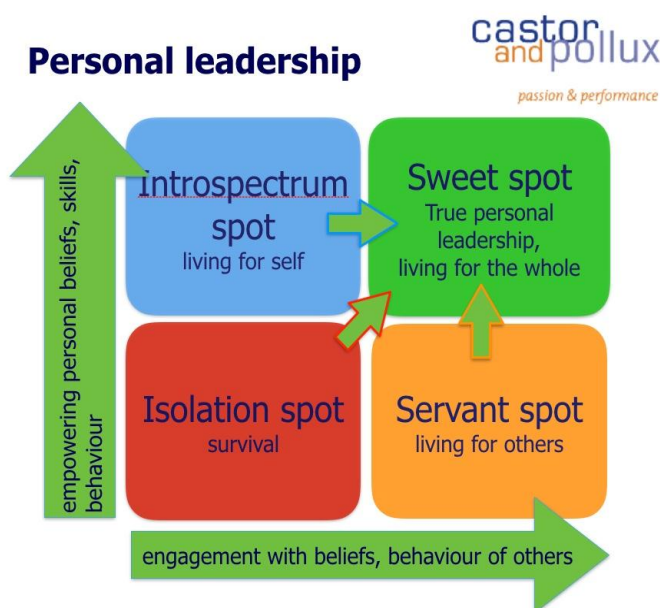 Personal leadership
castor
and pollux
passion & performance
empowering personal beliefs, skills,
behaviour
Introspectrum
spot
living for self
Sweet spot
True personal
leadership,
living for the whole
Isolation spot
survival
Servant spot
living for others
engagement with beliefs, behaviour of others